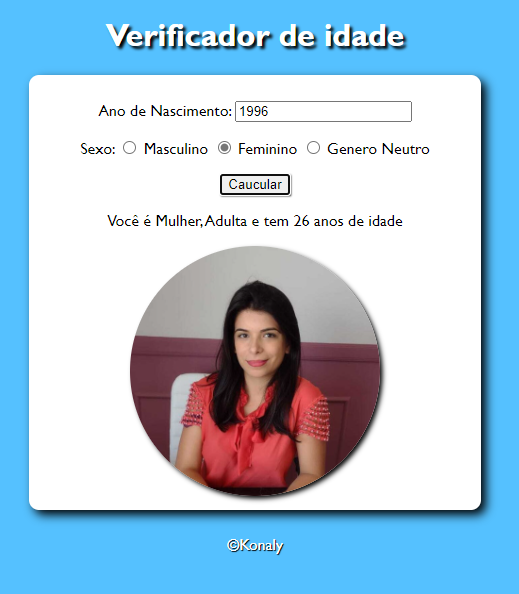 Verificador de idade
Ano de Nascimento: 1996
Sexo: Masculino Feminino Genero Neutro
Caucular
Você é Mulher, Adulta e tem 26 anos de idade
©Konaly